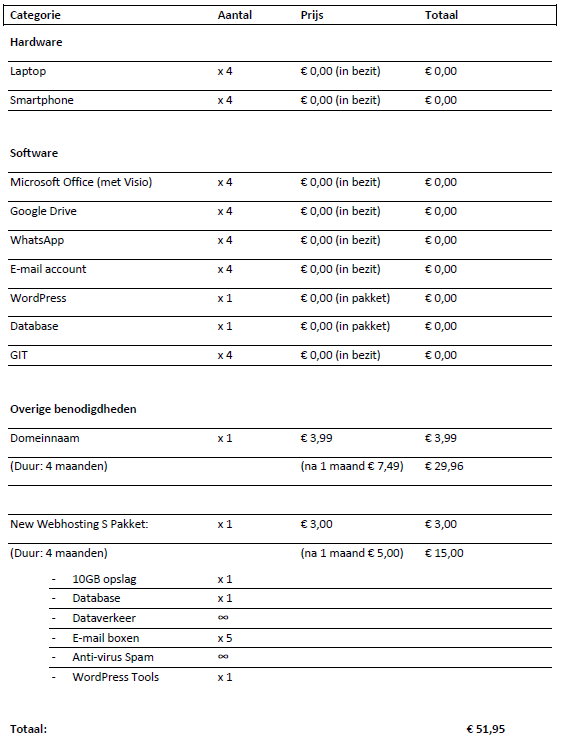 Categorie Aantal Prijs Totaal
Hardware
Laptop x 4 € 0,00 (in bezit) € 0,00
Smartphone x 4 € 0,00 (in bezit) € 0,00
Software
Microsoft Office (met Visio) x 4 € 0,00 (in bezit) € 0,00
Google Drive x 4 € 0,00 (in bezit) € 0,00
WhatsApp x 4 € 0,00 (in bezit) € 0,00
E-mail account x 4 € 0,00 (in bezit) € 0,00
WordPress x 1 € 0,00 (in pakket) € 0,00
Database x 1 € 0,00 (in pakket) € 0,00
GIT x 4 € 0,00 (in bezit) € 0,00
Overige benodigdheden
Domeinnaam x 1 € 3,99 € 3,99
(Duur: 4 maanden) (na 1 maand € 7,49) € 29,96
New Webhosting S Pakket: x 1 € 3,00 € 3,00
(Duur: 4 maanden) (na 1 maand € 5,00) € 15,00
- 10GB opslag x 1
- Database x 1
- Dataverkeer ∞
- E-mail boxen x 5
- Anti-virus Spam ∞
- WordPress Tools x 1
Totaal: € 51,95